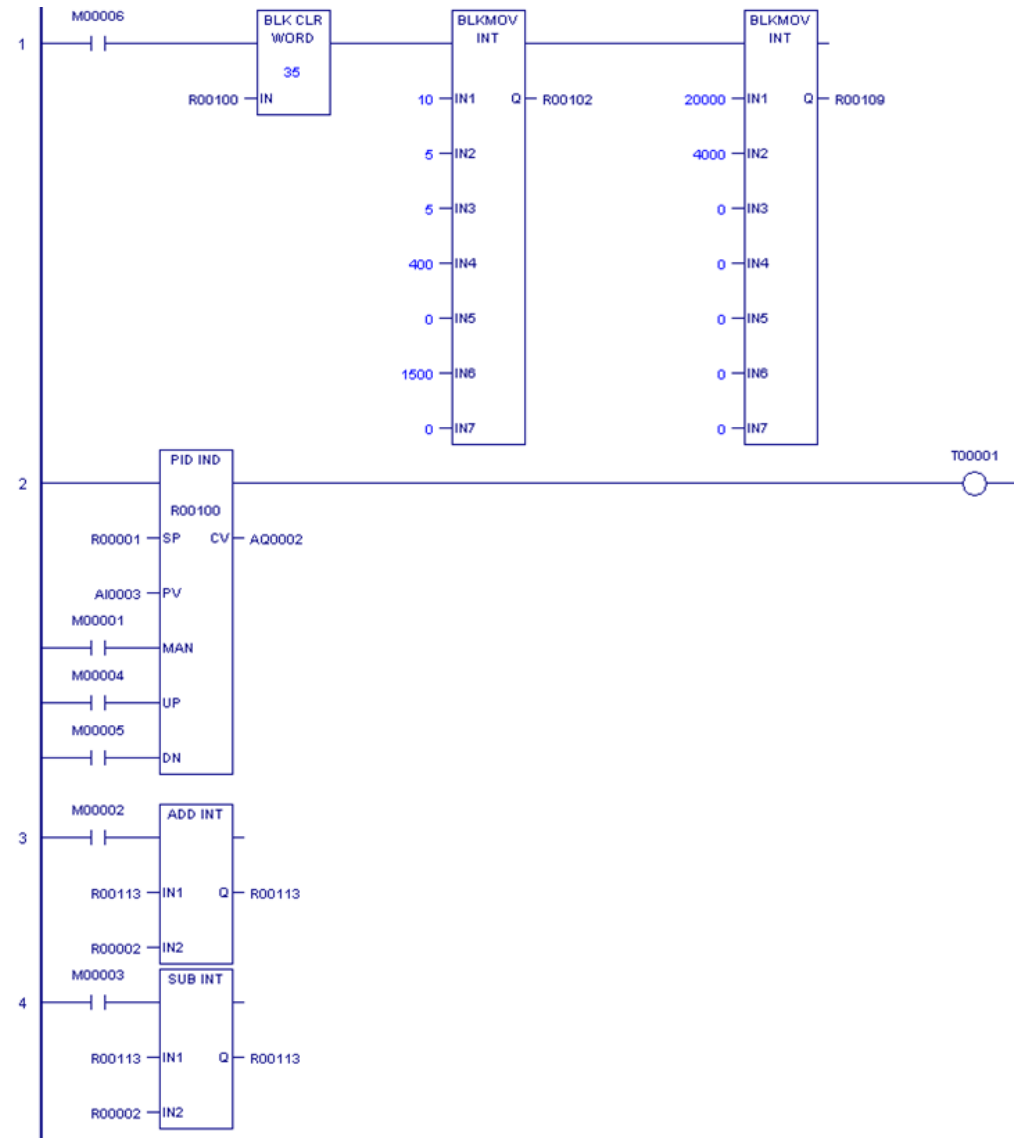 M00006
1
BLK CLR
WORD
35
R00100 IN
BLKMOV
INT
10 IN1 Q R00102
5 IN2
5 IN3
400 IN4
0 IN5
1500 IN6
0 IN7
BLKMOV
INT
20000 IN1 Q R00109
4000 IN2
0 IN3
0 IN4
0 IN5
0 IN6
0 IN7
2
PID IND
T00001
R00100
R00001 SP CV AQ0002
AI0003 PV
M00001
MAN
M00004
UP
M00005
DN
M00002
3
ADD INT
R00113 IN1 Q R00113
R00002 IN2
M00003
4
SUB INT
R00113 IN1 Q R00113
R00002 IN2